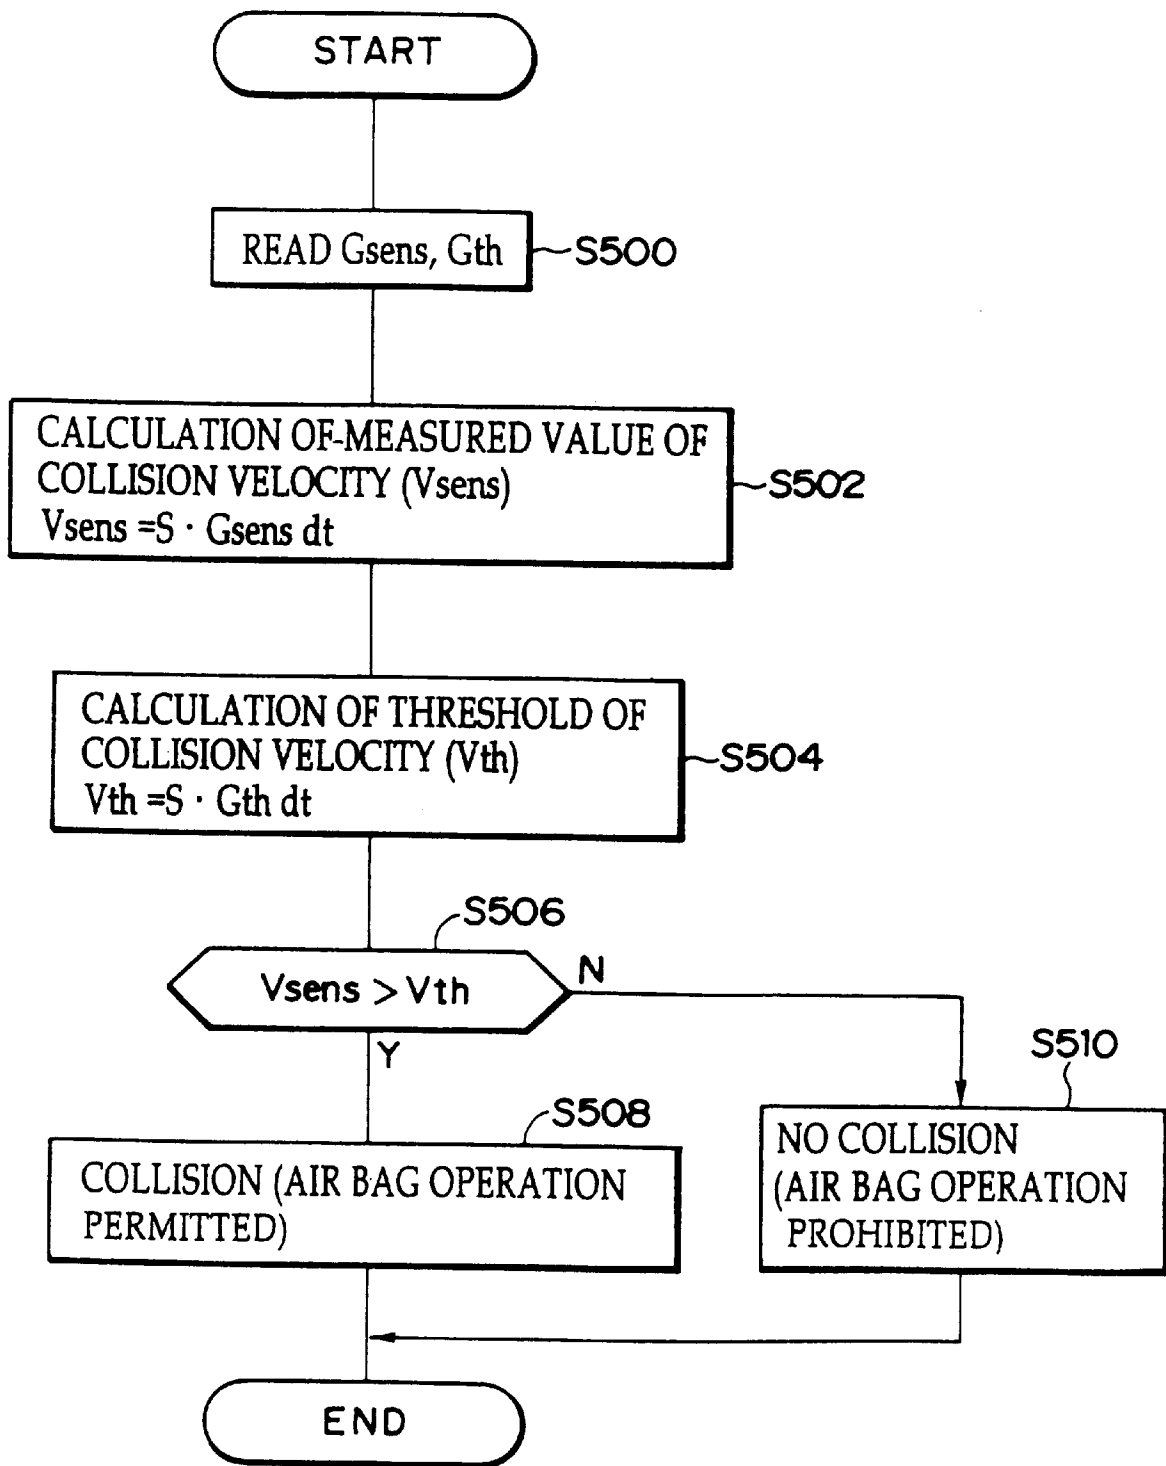 START
READ Gsens, Gth
S500
CALCULATION OF-MEASURED VALUE OF
COLLISION VELOCITY (Vsens)
Vsens =S · Gsens dt
S502
CALCULATION OF THRESHOLD OF
COLLISION VELOCITY (Vth)
Vth =S · Gth dt
S504
S506
Vsens > Vth
N
Y
S508
COLLISION (AIR BAG OPERATION
PERMITTED)
S510
NO COLLISION
(AIR BAG OPERATION
PROHIBITED)
END